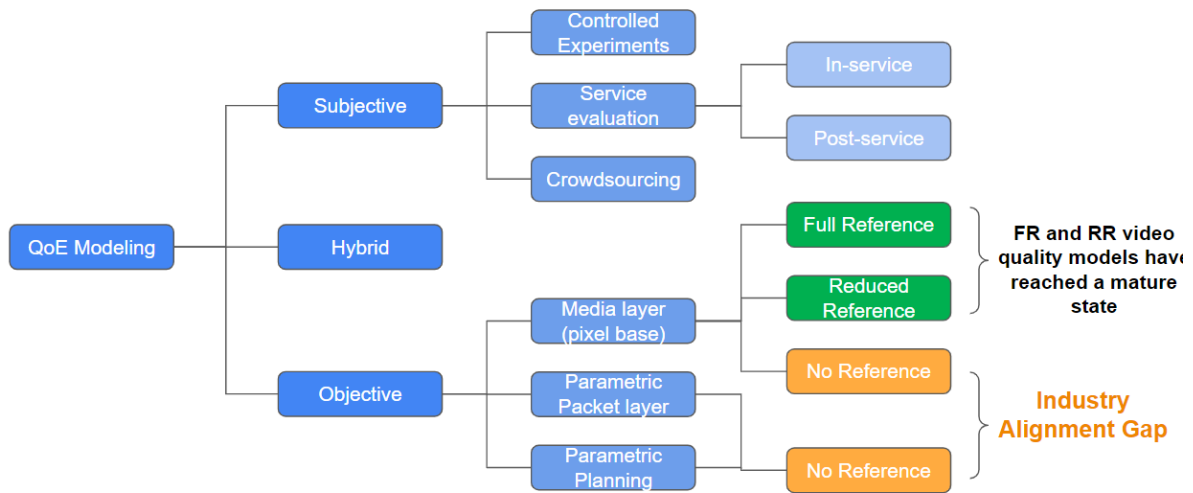 Controlled
Experiments
In-service
Subjective
Service
evaluation
Post-service
Crowdsourcing
Full Reference
FR and RR video
quality models have
reached a mature
state
QoE Modeling
Hybrid
Reduced
Reference
Media layer
(pixel base)
No Reference
Objective
Parametric
Packet layer
Industry
Alignment Gap
Parametric
Planning
No Reference